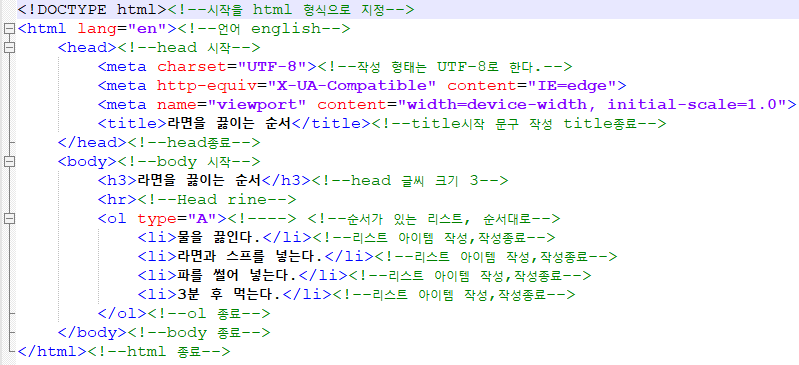 <!DOCTYPE html><!--시작을 html 형식으로 지정-->
<html lang="en"><!--언어 english-->
<head><!--head 시작-->
<meta charset="UTF-8"><!--작성 형태는 UTF-8로 한다.-->
<meta http-equiv="X-UA-Compatible" content="IE=edge">
<meta name="viewport" content="width=device-width, initial-scale=1.0">
<title>라면을 끓이는 순서</title><!--title시작 문구 작성 title종료-->
</head><!--head종료-->
<body><!--body 시작-->
<h3>라면을 끓이는 순서</h3><!--head 글씨 크기 3-->
<hr><!--Head rine-->
<ol type="A"><!----> <!--순서가 있는 리스트, 순서대로-->
<li>물을 끓인다.</li><!--리스트 아이템 작성,작성종료-->
<li>라면과 스프를 넣는다.</li><!--리스트 아이템 작성,작성종료-->
<li>파를 썰어 넣는다.</li><!--리스트 아이템 작성,작성종료-->
<li>3분 후 먹는다.</li><!--리스트 아이템 작성,작성종료-->
</ol><!--ol 종료-->
</body><!--body 종료-->
</html><!--html 종료-->